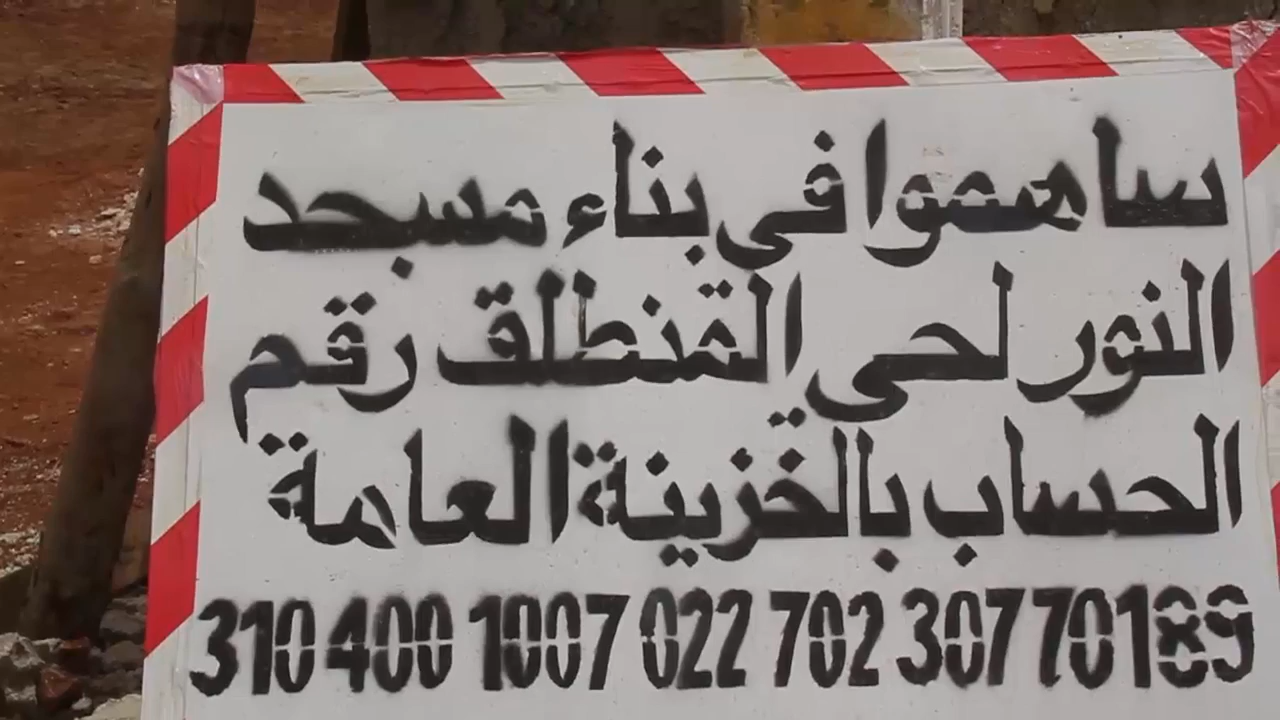 ساهموا في بناء مسجد
النور لحي المنطلق رقم
الحساب بالخزينة العامة
310 400 1007 022 702 307 70189